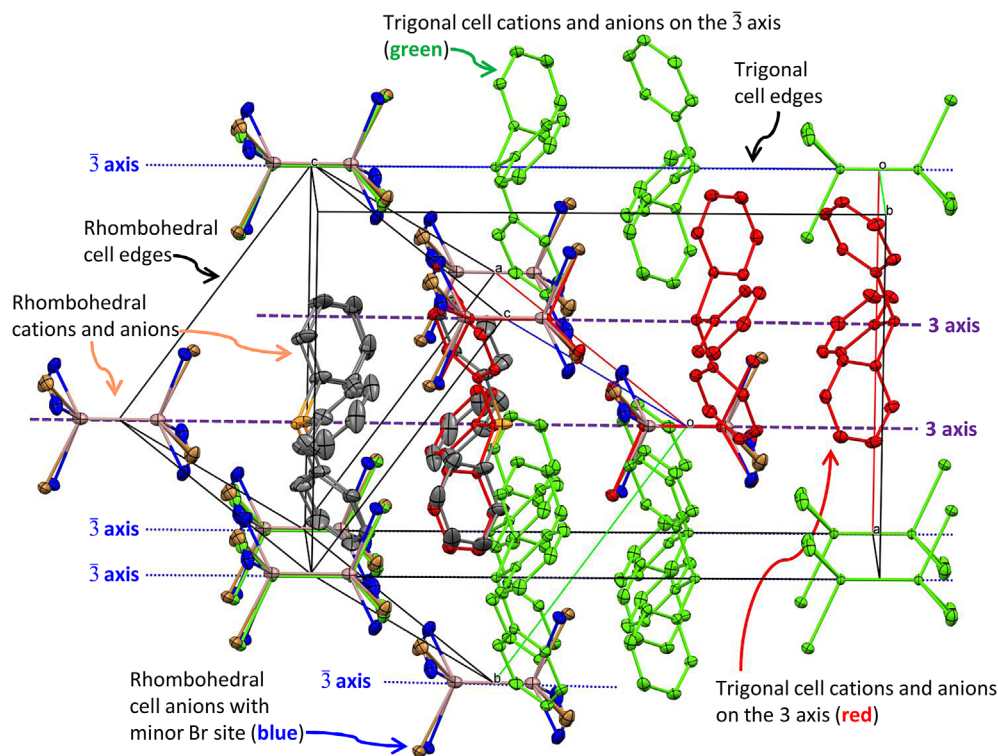 Trigonal cell cations and anions on the 3̅ axis
(green)
Trigonal
cell edges
3̅ axis
c
o
b
Rhombohedral
cell edges
a
Rhombohedral
cations and anions
c
3 axis
o
3 axis
3̅ axis
a
3̅ axis
Rhombohedral
cell anions with
minor Br site (blue)
3̅ axis
b
Trigonal cell cations and anions
on the 3 axis (red)